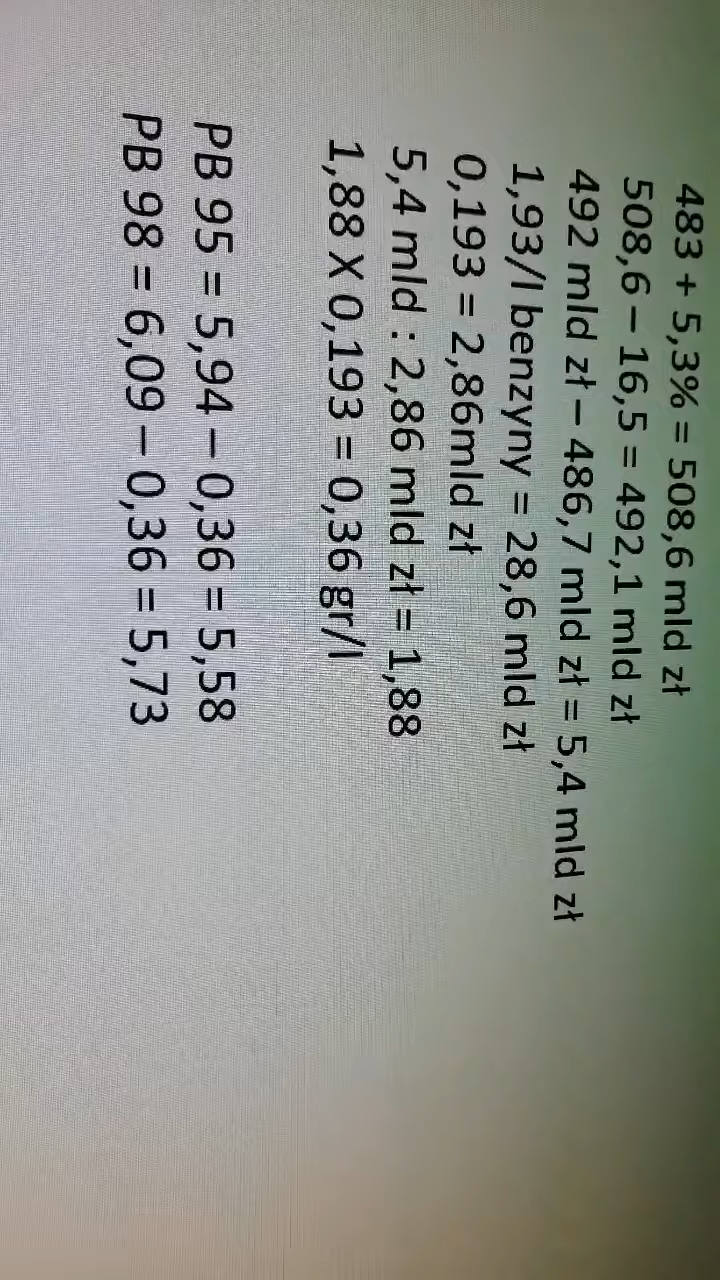 483 + 5,3% = 508,6 mld zł
508,6 – 16,5 = 492,1 mld zł
492 mld zł – 486,7 mld zł = 5,4 mld zł
1,93/l benzyny = 28,6 mld zł
0,193 = 2,86mld zł
5,4 mld : 2,86 mld zł = 1,88
1,88 X 0,193 = 0,36 gr/l
PB 95 = 5,94 – 0,36 = 5,58
PB 98 = 6,09 – 0,36 = 5,73